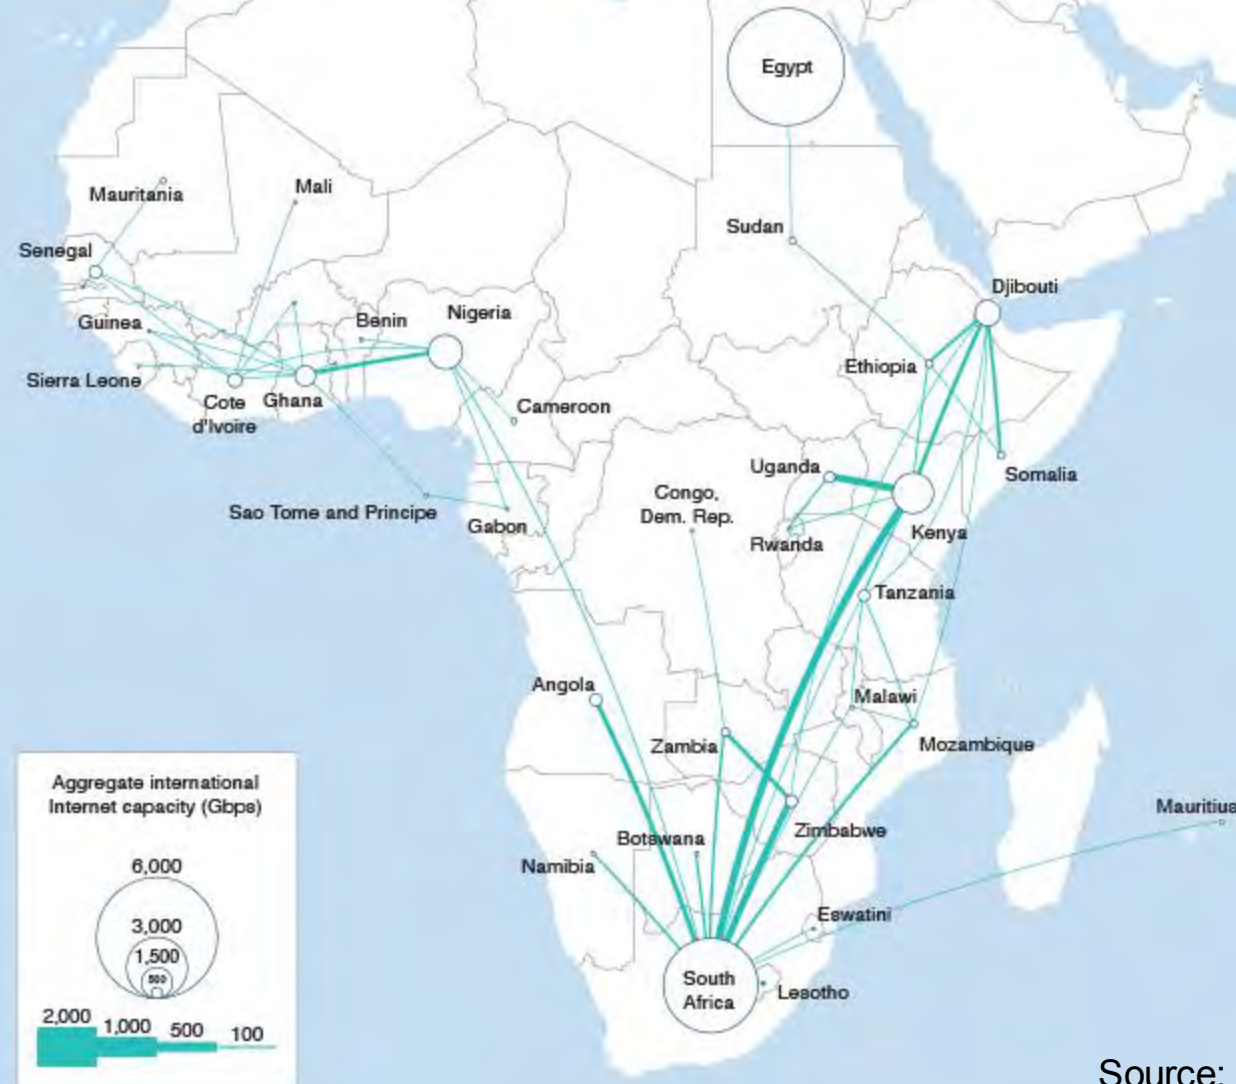 Egypt
Mauritania
Mali
Senegal
Sudan
Djibouti
Guinea
Benin
Nigeria
Ethiopia
Sierra Leone
Cote
d'Ivoire
Ghana
Cameroon
Uganda
Somalia
Congo,
Dem. Rep.
Sao Tome and Principe
Gabon
Rwanda
Kenya
Tanzania
Angola
Malawi
Zambia
Mozambique
Mauritius
Zimbabwe
Botswana
Namibia
Eswatini
South
Africa
Lesotho
Aggregate international
Internet capacity (Gbps)
6,000
3,000
1,500
500
2,000
1,000
500
100
Source: